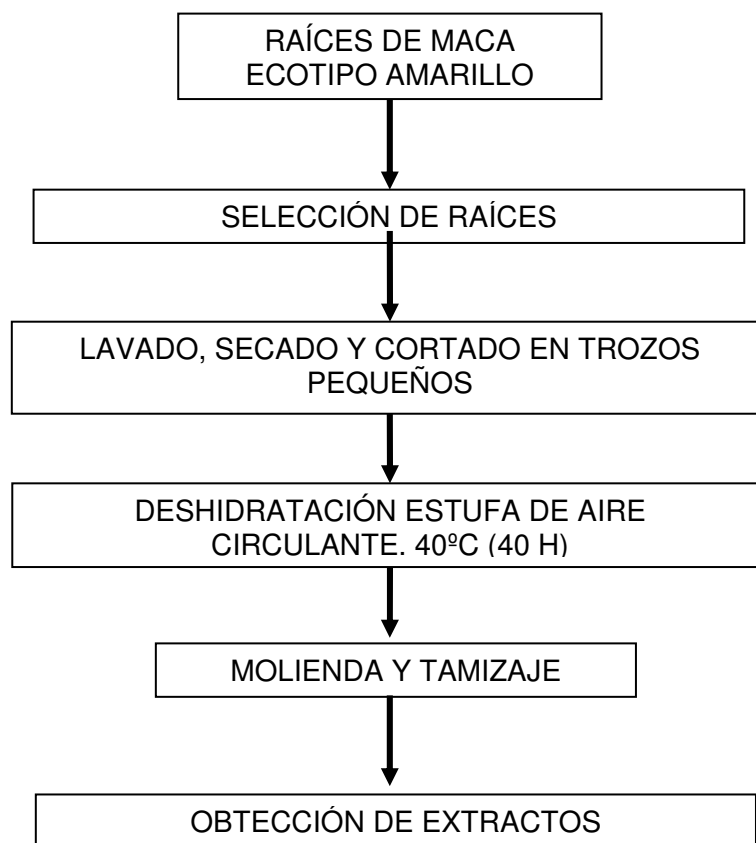 RAÍCES DE MACA
ECOTIPO AMARILLO
SELECCIÓN DE RAÍCES
LAVADO, SECADO Y CORTADO EN TROZOS
PEQUEÑOS
DESHIDRATACIÓN ESTUFA DE AIRE
CIRCULANTE. 40ºC (40 H)
MOLIENDA Y TAMIZAJE
OBTECCIÓN DE EXTRACTOS